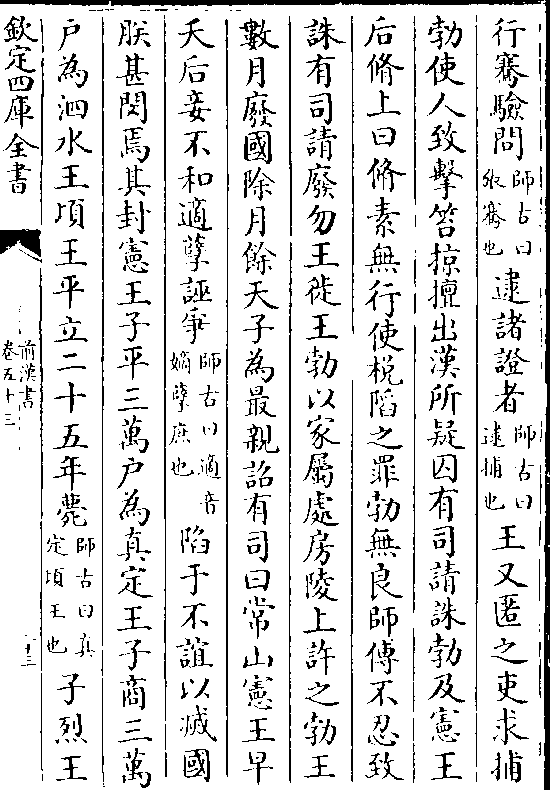 行騫驗問師古曰張騫也逮諸證者師古曰逮捕也王又匿之吏求捕
勃使人致擊笞掠擅出漢所疑囚有司請誅勃及憲王
后脩上曰脩素無行使梲陷之罪勃無良師傅不忍致
誅有司請廢勿王徙王勃以家屬處房陵上許之勃王
數月廢國除月餘天子為最親詔有司曰常山憲王早
夭后妾不和適孽誣爭師古曰適音嫡孽庶也陷于不誼以滅國
朕甚閔焉其封憲王子平三萬户為真定王子商三萬
户為泗水王頃王平立二十五年薨師古曰真定頃王也子烈王
欽定四庫全書
前漢書
卷五十三
十三